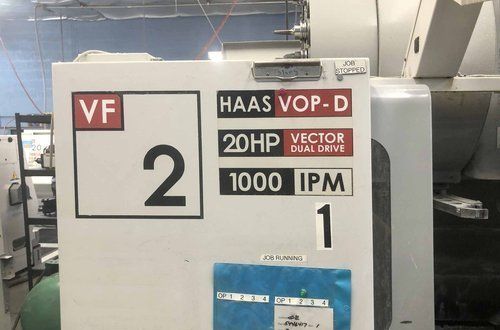 JOB
STOPPED
VF
2
HAAS VOP-D
20HP VECTOR
DUAL DRIVE
1000 IPM
1
JOB RUNNING
OP 1 2 3 4 OP 1 2 3 4